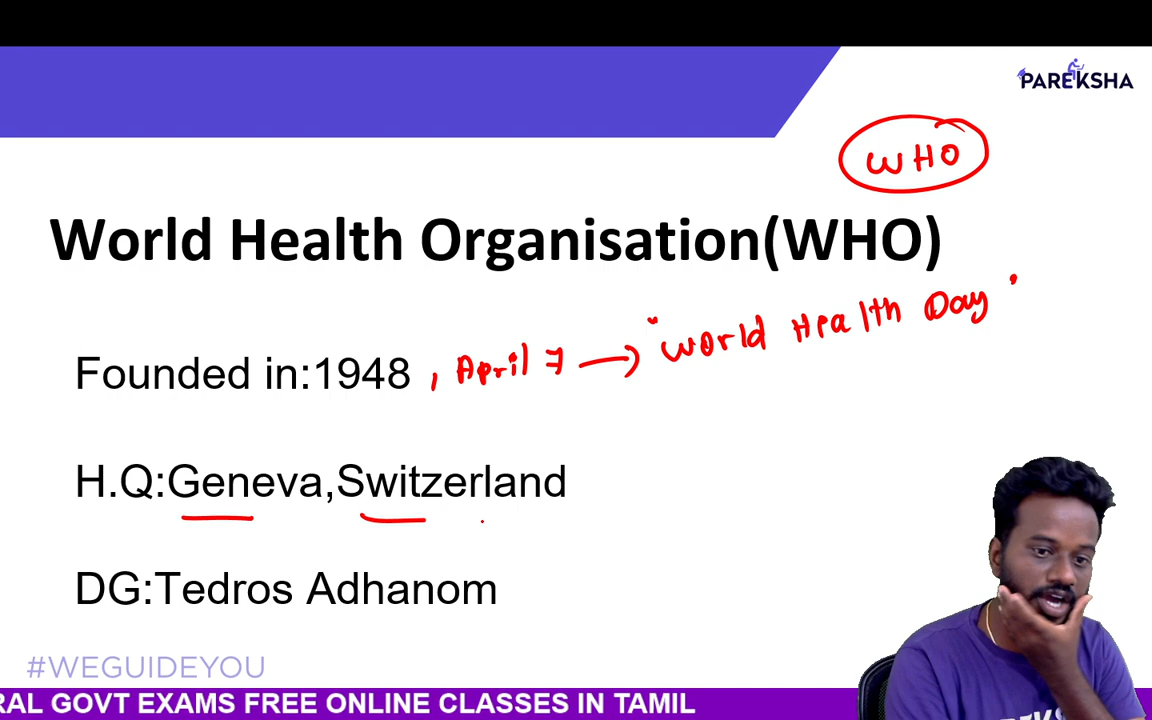 PAREKSHA
WHO
World Health Organisation(WHO)
Founded in:1948 , April 7 → "World Health Day"
H.Q:Geneva,Switzerland
DG:Tedros Adhanom
#WEGUIDEYOU
RAL GOVT EXAMS FREE ONLINE CLASSES IN TAMIL